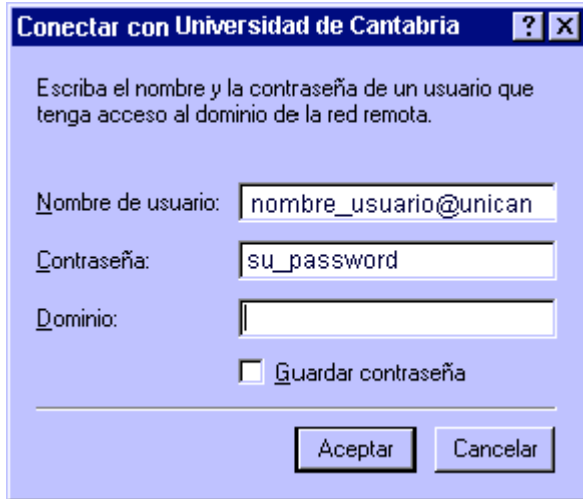 Conectar con Universidad de Cantabria ? X
Escriba el nombre y la contraseña de un usuario que
tenga acceso al dominio de la red remota.
Nombre de usuario: nombre_usuario@unican
Contraseña: su_password
Dominio:
Guardar contraseña
Aceptar Cancelar